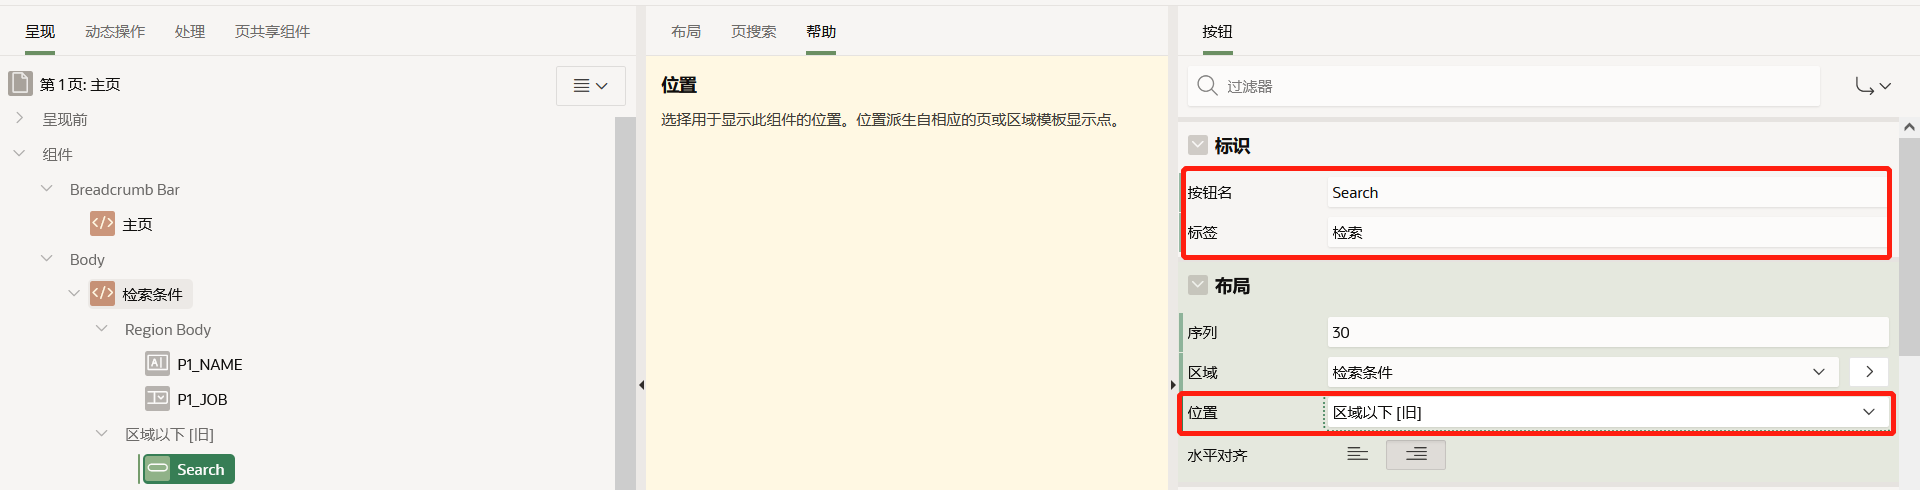 呈现 动态操作 处理 页共享组件
第 1 页: 主页
呈现前
组件
Breadcrumb Bar
主页
Body
检索条件
Region Body
P1_NAME
P1_JOB
区域以下 [旧]
Search
布局 页搜索 帮助
位置
选择用于显示此组件的位置。位置派生自相应的页或区域模板显示点。
按钮
过滤器
标识
按钮名 Search
标签 检索
布局
序列 30
区域 检索条件
位置 区域以下 [旧]
水平对齐